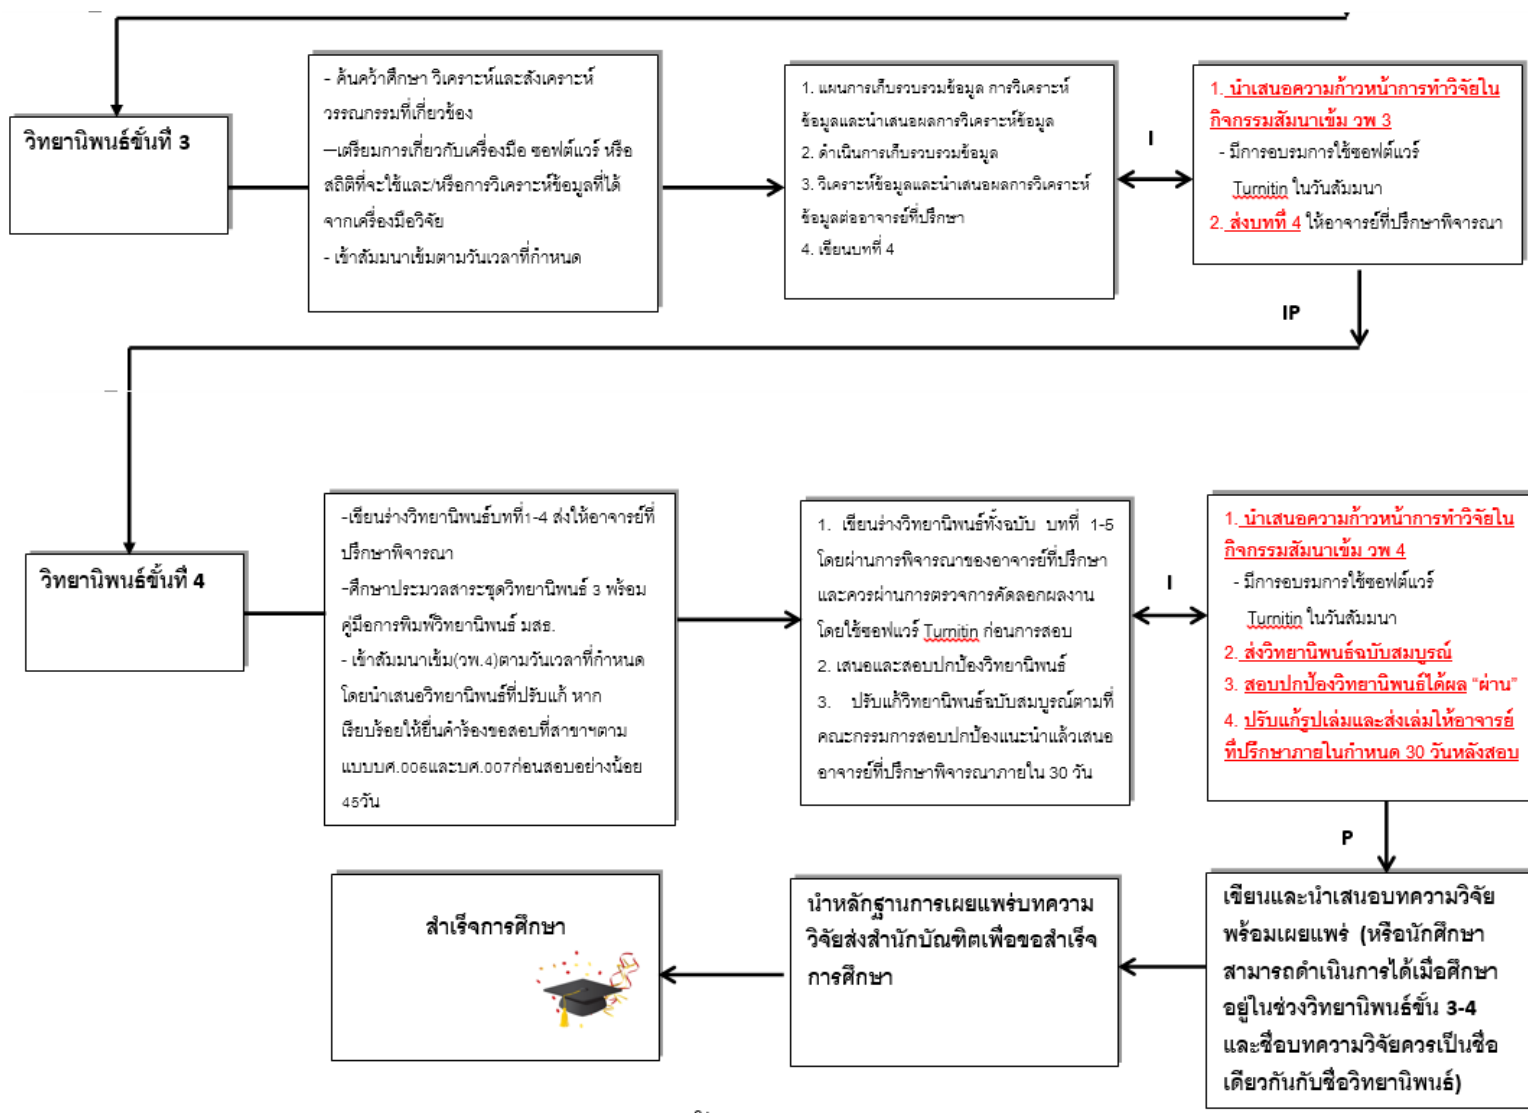 วิทยานิพนธ์ขั้นที่ 3
- ค้นคว้าศึกษา วิเคราะห์และสังเคราะห์
วรรณกรรมที่เกี่ยวข้อง
—เตรียมการเกี่ยวกับเครื่องมือ ซอฟต์แวร์ หรือ
สถิติที่จะใช้และ/หรือการวิเคราะห์ข้อมูลที่ได้
จากเครื่องมือวิจัย
- เข้าสัมมนาเข้มตามวันเวลาที่กำหนด
1. แผนการเก็บรวบรวมข้อมูล การวิเคราะห์
ข้อมูลและนำเสนอผลการวิเคราะห์ข้อมูล
2. ดำเนินการเก็บรวบรวมข้อมูล
3. วิเคราะห์ข้อมูลและนำเสนอผลการวิเคราะห์
ข้อมูลต่ออาจารย์ที่ปรึกษา
4. เขียนบทที่ 4
I
1. นำเสนอความก้าวหน้าการทำวิจัยใน
กิจกรรมสัมนาเข้ม วพ 3
- มีการอบรมการใช้ซอฟต์แวร์
Turnitin ในวันสัมมนา
2. ส่งบทที่ 4 ให้อาจารย์ที่ปรึกษาพิจารณา
IP
วิทยานิพนธ์ขั้นที่ 4
-เขียนร่างวิทยานิพนธ์บทที่1-4 ส่งให้อาจารย์ที่
ปรึกษาพิจารณา
-ศึกษาประมวลสาระชุดวิทยานิพนธ์ 3 พร้อม
คู่มือการพิมพ์วิทยานิพนธ์ มสธ.
- เข้าสัมมนาเข้ม(วพ.4)ตามวันเวลาที่กำหนด
โดยนำเสนอวิทยานิพนธ์ที่ปรับแก้ หาก
เรียบร้อยให้ยื่นคำร้องขอสอบที่สาขาฯตาม
แบบบศ.006และบศ.007ก่อนสอบอย่างน้อย
45วัน
1. เขียนร่างวิทยานิพนธ์ทั้งฉบับ บทที่ 1-5
โดยผ่านการพิจารณาของอาจารย์ที่ปรึกษา
และควรผ่านการตรวจการคัดลอกผลงาน
โดยใช้ซอฟแวร์ Turnitin ก่อนการสอบ
2. เสนอและสอบปกป้องวิทยานิพนธ์
3. ปรับแก้วิทยานิพนธ์ฉบับสมบูรณ์ตามที่
คณะกรรมการสอบปกป้องแนะนำแล้วเสนอ
อาจารย์ที่ปรึกษาพิจารณาภายใน 30 วัน
I
1. นำเสนอความก้าวหน้าการทำวิจัยใน
กิจกรรมสัมนาเข้ม วพ 4
- มีการอบรมการใช้ซอฟต์แวร์
Turnitin ในวันสัมมนา
2. ส่งวิทยานิพนธ์ฉบับสมบูรณ์
3. สอบปกป้องวิทยานิพนธ์ได้ผล “ผ่าน”
4. ปรับแก้รูปเล่มและส่งเล่มให้อาจารย์
ที่ปรึกษาภายในกำหนด 30 วันหลังสอบ
P
เขียนและนำเสนอบทความวิจัย
พร้อมเผยแพร่ (หรือนักศึกษา
สามารถดำเนินการได้เมื่อศึกษา
อยู่ในช่วงวิทยานิพนธ์ขั้น 3-4
และชื่อบทความวิจัยควรเป็นชื่อ
เดียวกันกับชื่อวิทยานิพนธ์)
นำหลักฐานการเผยแพร่บทความ
วิจัยส่งสำนักบัณฑิตเพื่อขอสำเร็จ
การศึกษา
สำเร็จการศึกษา